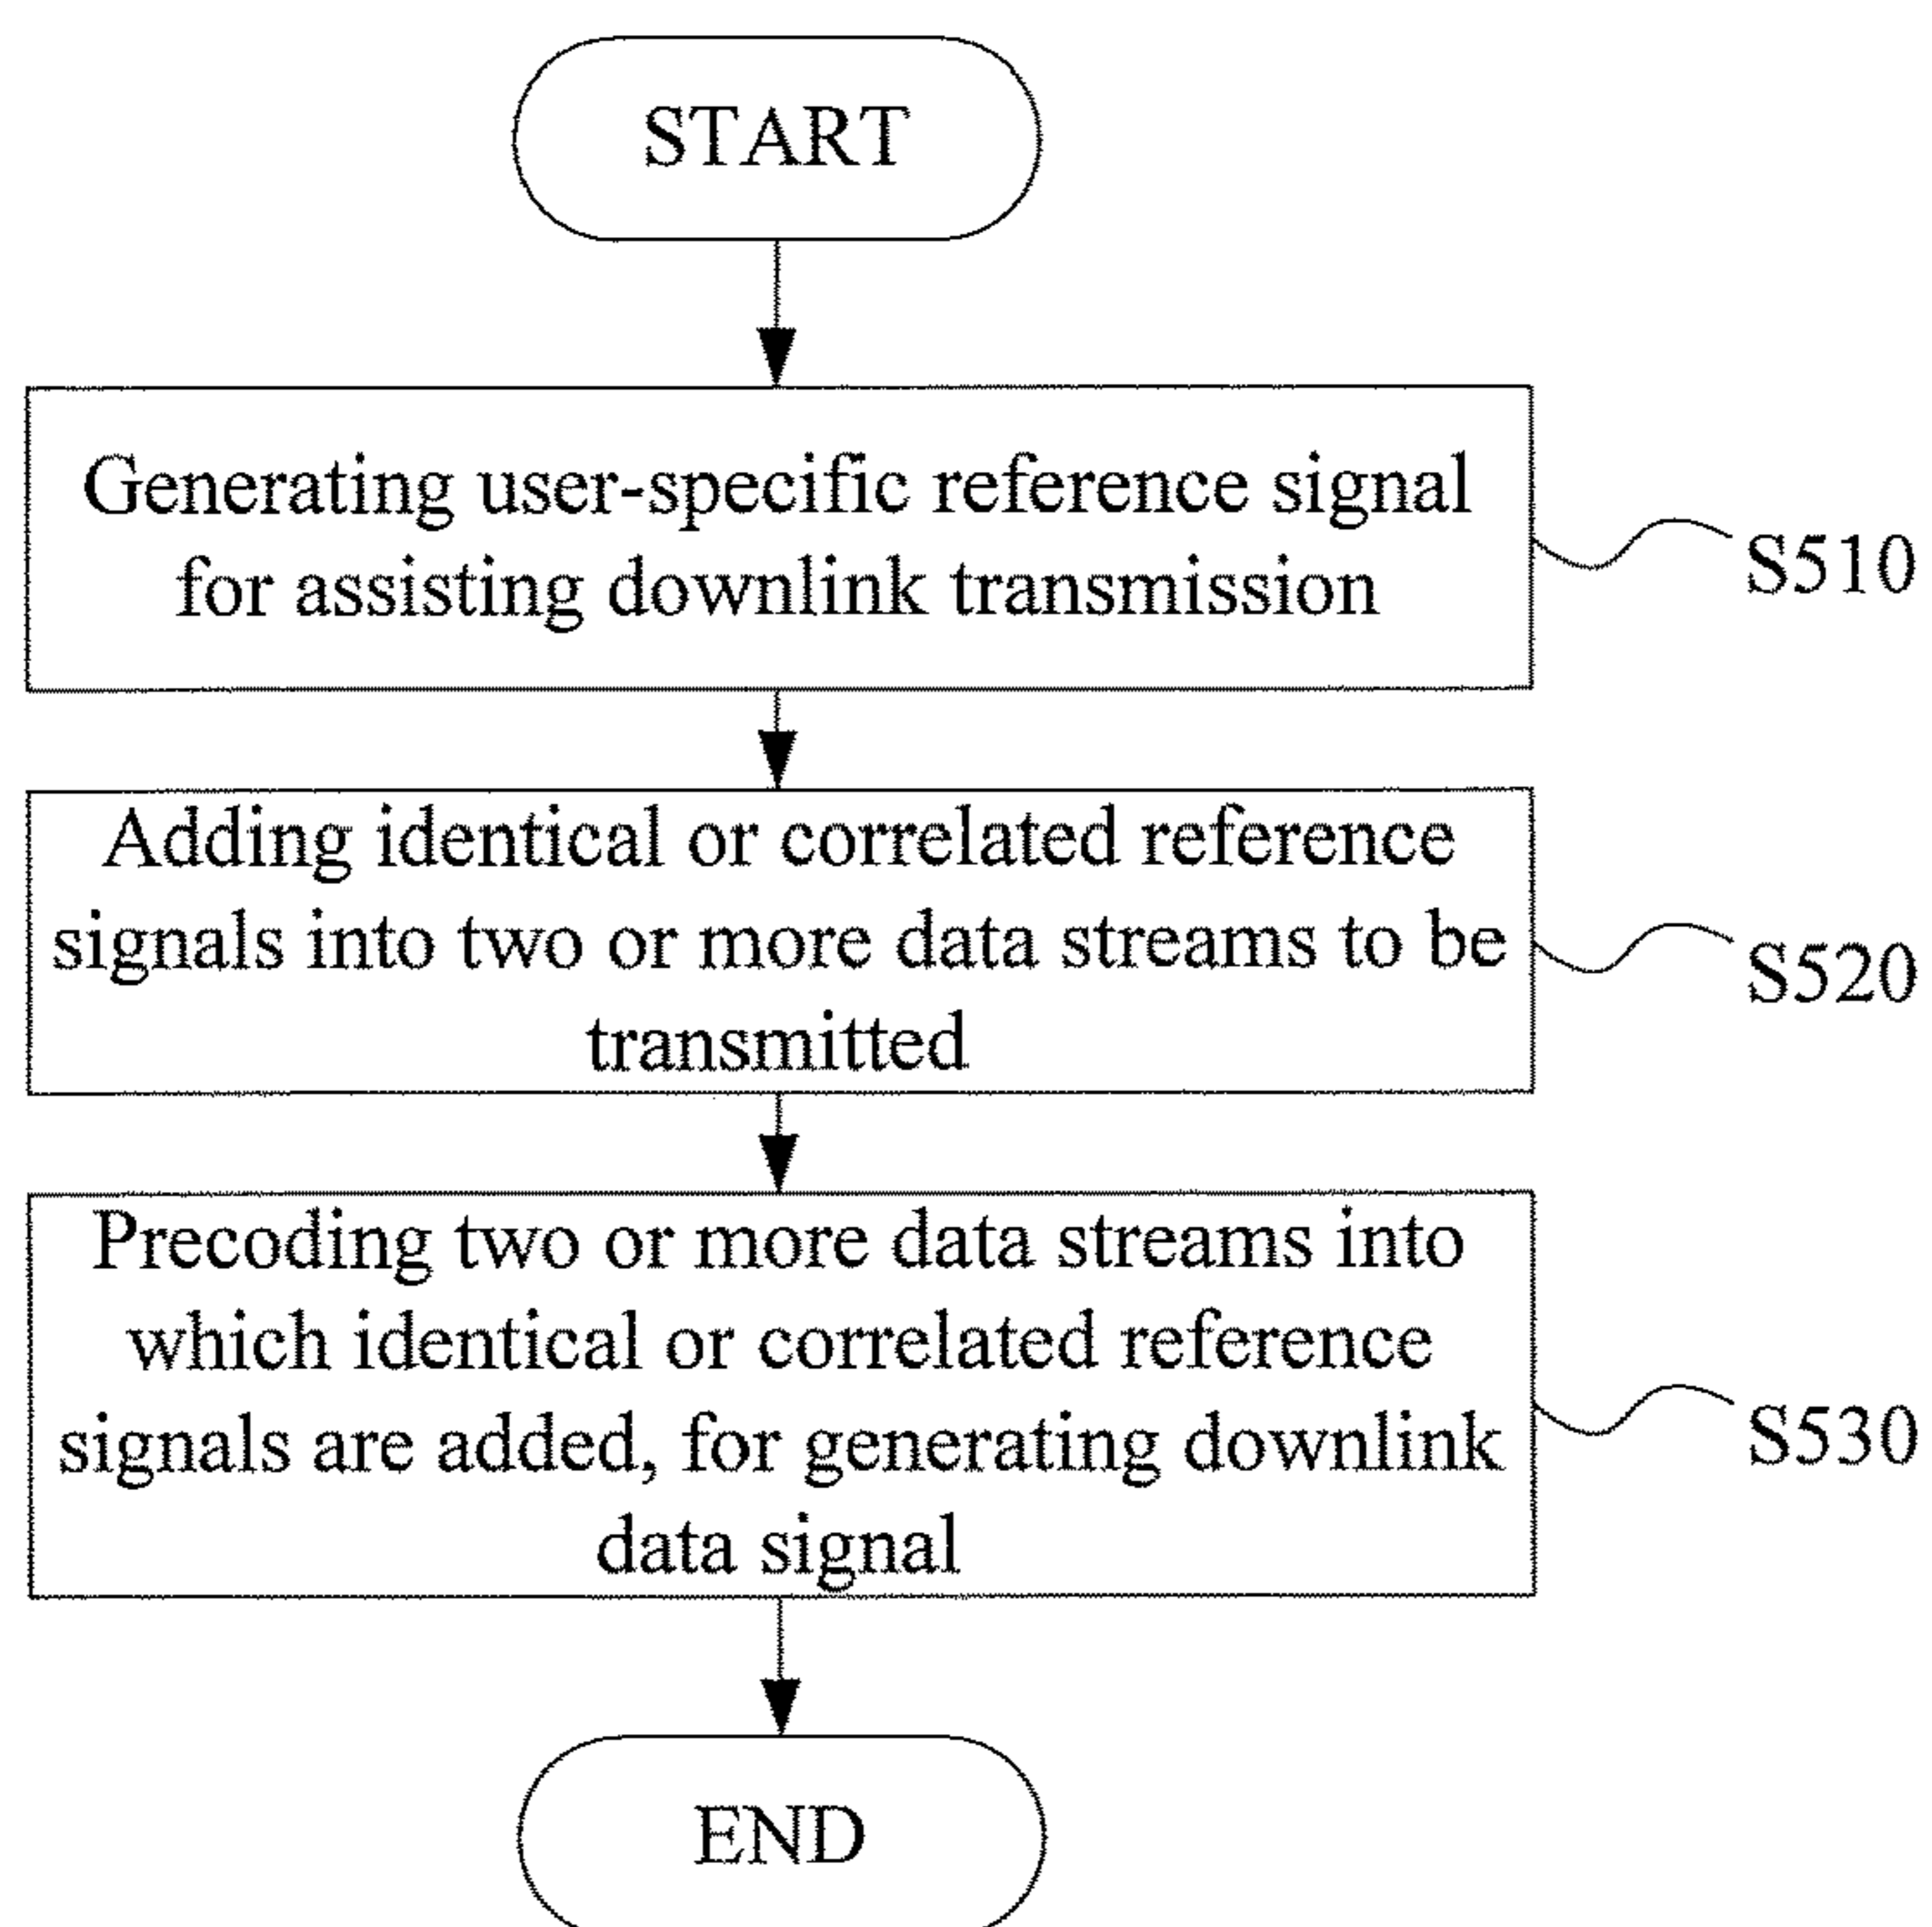 START
Generating user-specific reference signal
for assisting downlink transmission
S510
Adding identical or correlated reference
signals into two or more data streams to be
transmitted
S520
Precoding two or more data streams into
which identical or correlated reference
signals are added, for generating downlink
data signal
S530
END